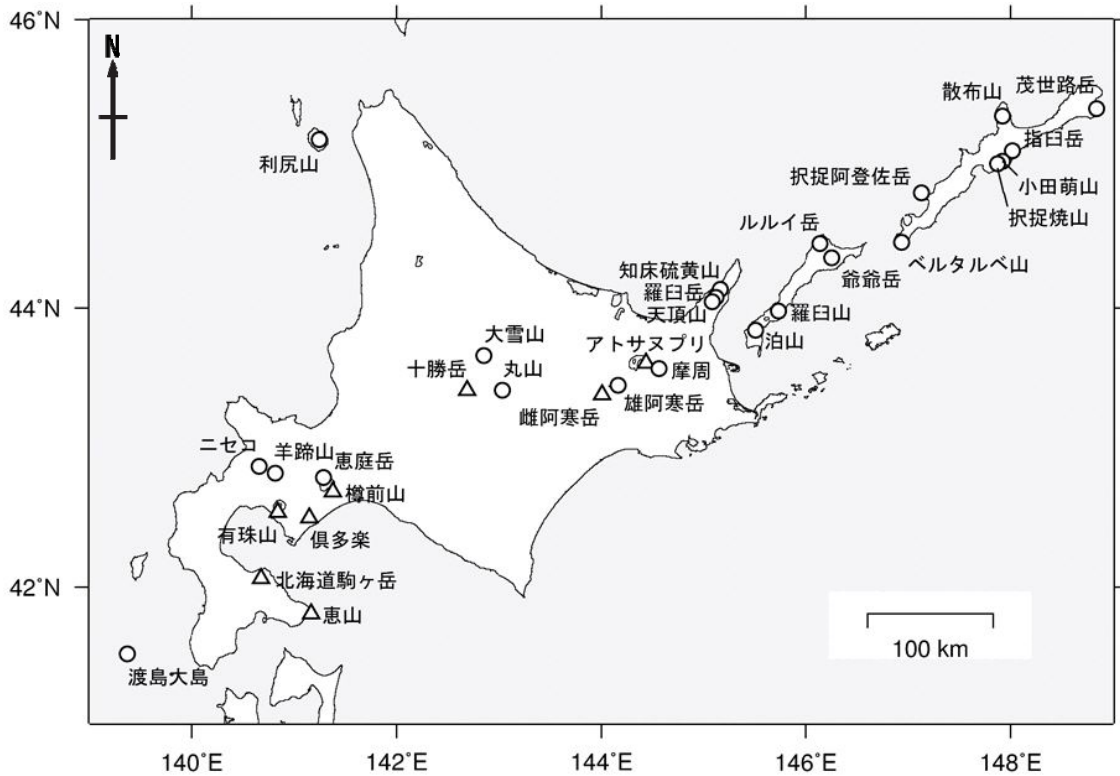 46˚N
N
散布山
茂世路岳
指臼岳
利尻山
択捉阿登佐岳
小田萌山
択捉焼山
ルルイ岳
ベルタルベ山
知床硫黄山
爺爺岳
羅臼岳
44˚N
天頂山
羅臼山
泊山
大雪山
アトサヌプリ
十勝岳
丸山
摩周
雌阿寒岳
雄阿寒岳
ニセコ
羊蹄山
恵庭岳
樽前山
有珠山
倶多楽
42˚N
北海道駒ヶ岳
恵山
100 km
渡島大島
140˚E
142˚E
144˚E
146˚E
148˚E